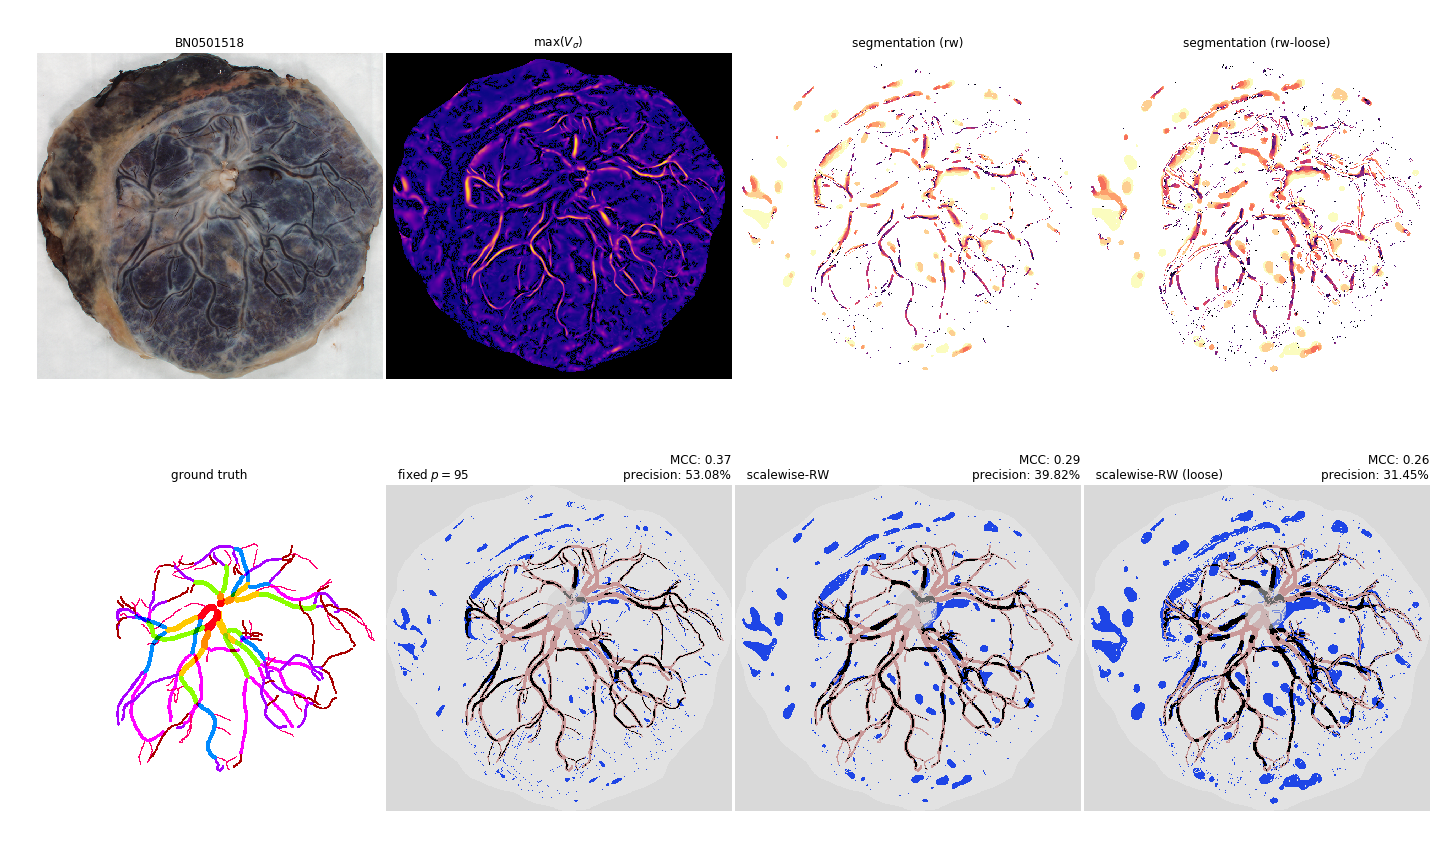 BN0501518
max(V_σ)
segmentation (rw)
segmentation (rw-loose)
ground truth
fixed p = 95
MCC: 0.37
precision: 53.08%
scalewise-RW
MCC: 0.29
precision: 39.82%
scalewise-RW (loose)
MCC: 0.26
precision: 31.45%